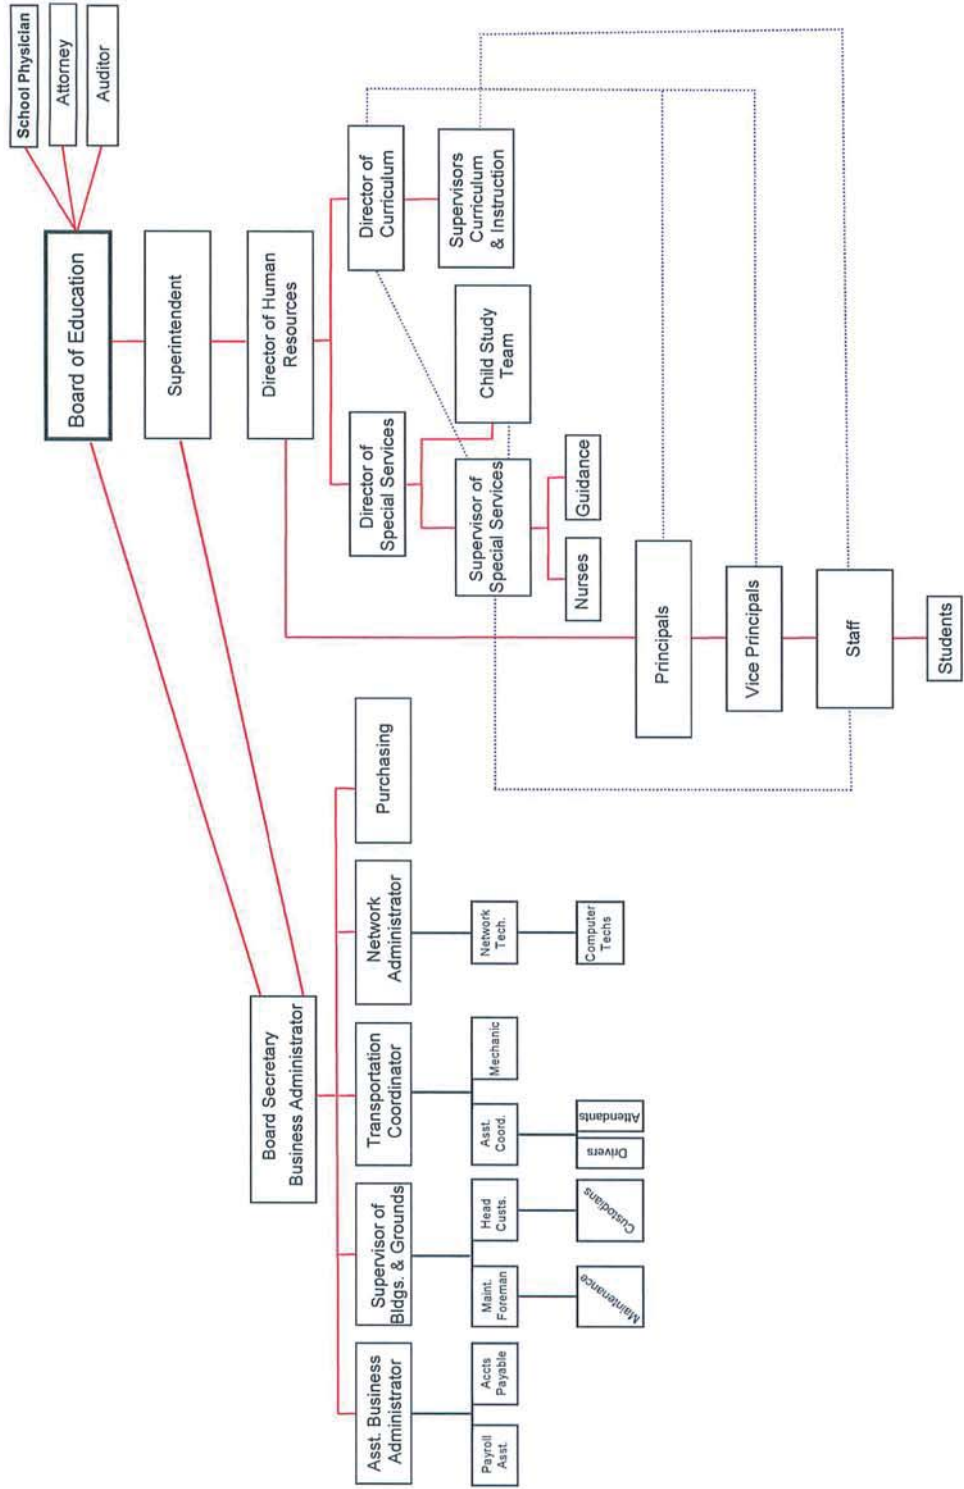 School Physician
Attorney
Auditor
Board of Education
Superintendent
Board Secretary
Business Administrator
Director of Human
Resources
Asst. Business
Administrator
Supervisor of
Bldgs. & Grounds
Transportation
Coordinator
Network
Administrator
Purchasing
Director of
Special Services
Director of
Curriculum
Payroll
Asst.
Accts
Payable
Maint.
Foreman
Head
Custs.
Asst.
Coord.
Mechanic
Network
Tech.
Supervisor of
Special Services
Child Study
Team
Supervisors
Curriculum
& Instruction
Maintenance
Custodians
Drivers
Attendants
Computer
Techs
Nurses
Guidance
Principals
Vice Principals
Staff
Students